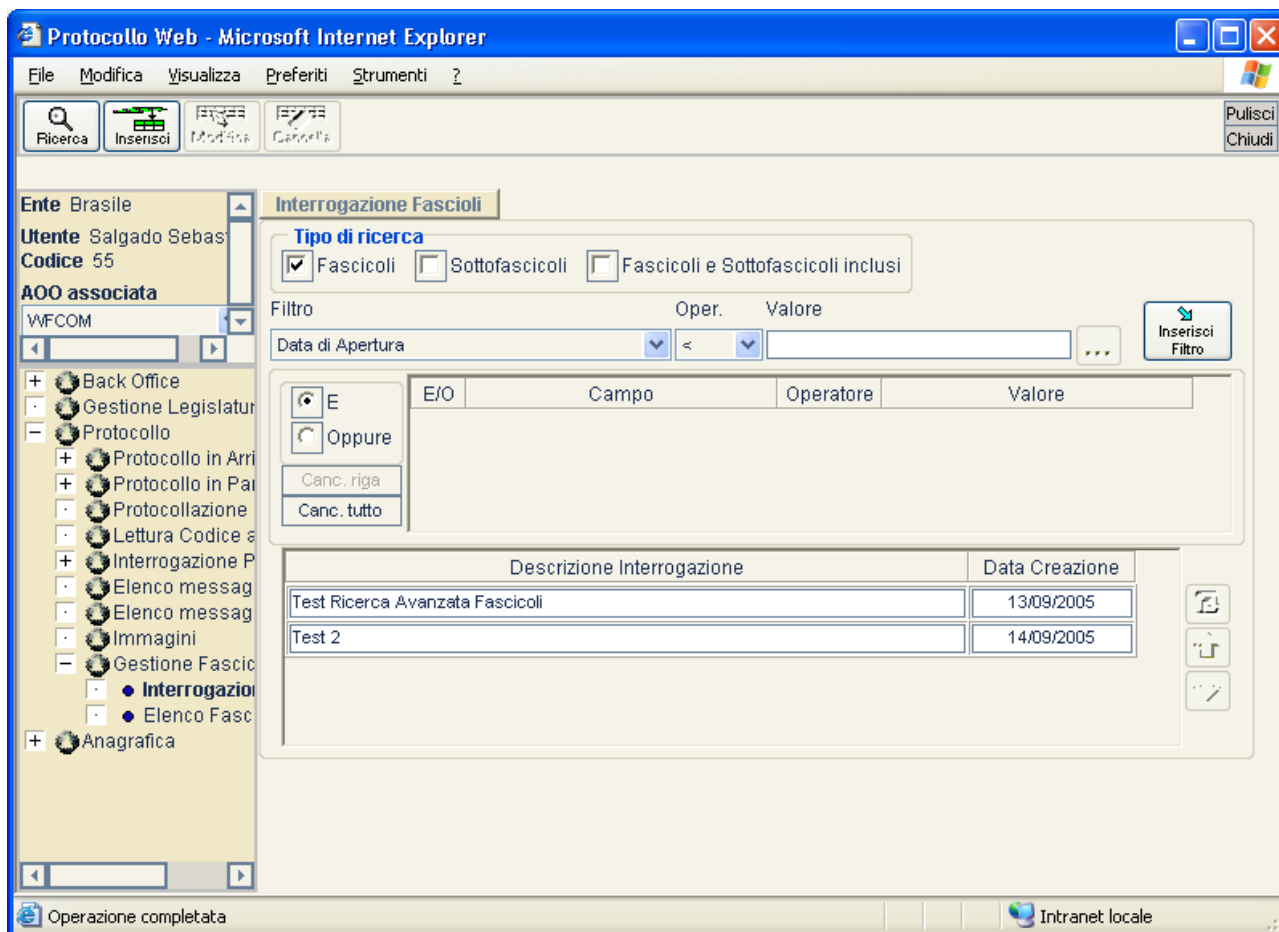 Protocollo Web - Microsoft Internet Explorer
File Modifica Visualizza Preferiti Strumenti ?
Ricerca Inserisci Modifica Cancella
Pulisci
Chiudi
Ente Brasile
Utente Salgado Sebas
Codice 55
AOO associata
WFCOM
Back Office
Gestione Legislatur
Protocollo
Protocollo in Arri
Protocollo in Par
Protocollazione
Lettura Codice a
Interrogazione P
Elenco messag
Elenco messag
Immagini
Gestione Fascic
Interrogazio
Elenco Fasc
Anagrafica
Interrogazione Fascioli
Tipo di ricerca
Fascicoli Sottofascicoli Fascicoli e Sottofascicoli inclusi
Filtro Oper. Valore
Data di Apertura < ...
Inserisci
Filtro
E
Oppure
Canc. riga
Canc. tutto
E/O Campo Operatore Valore
Descrizione Interrogazione Data Creazione
Test Ricerca Avanzata Fascicoli 13/09/2005
Test 2 14/09/2005
Operazione completata Intranet locale